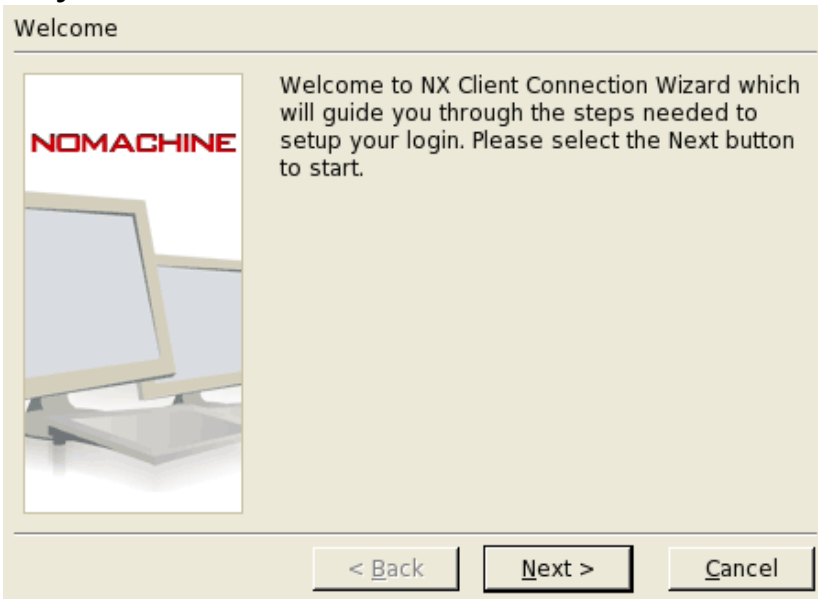 Welcome
NOMACHINE
Welcome to NX Client Connection Wizard which
will guide you through the steps needed to
setup your login. Please select the Next button
to start.
< Back
Next >
Cancel